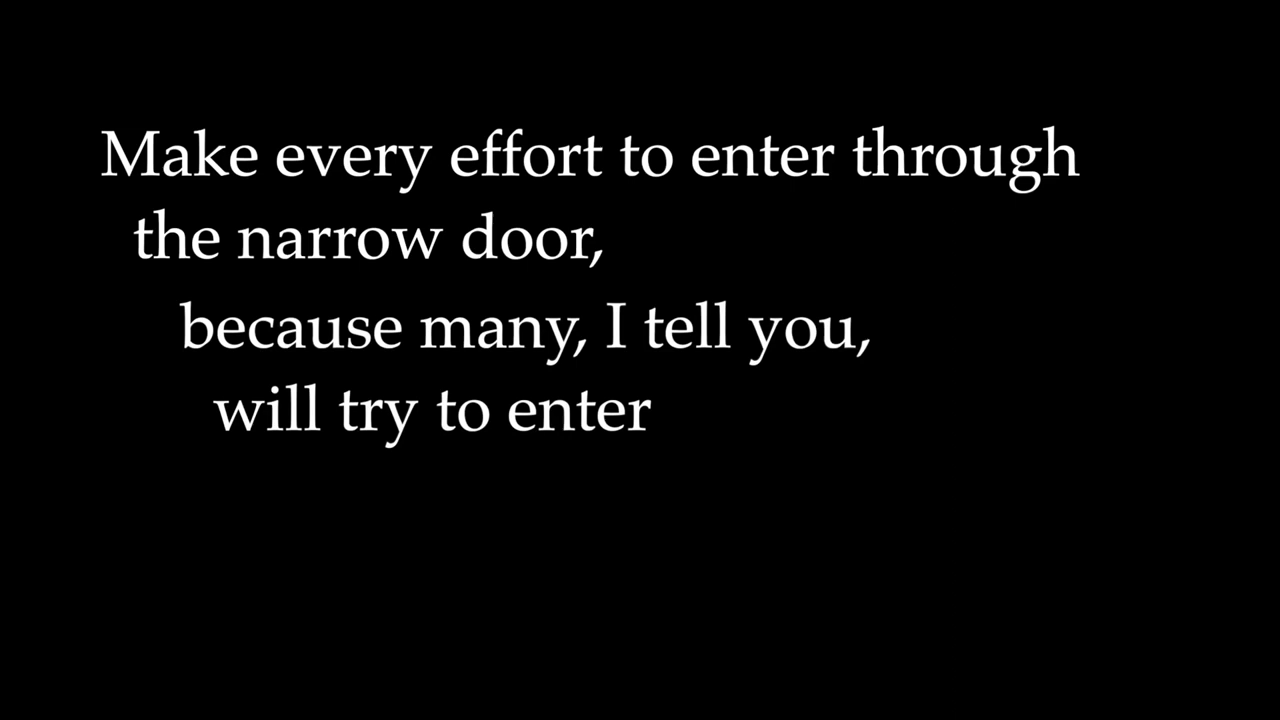 Make every effort to enter through
the narrow door,
because many, I tell you,
will try to enter